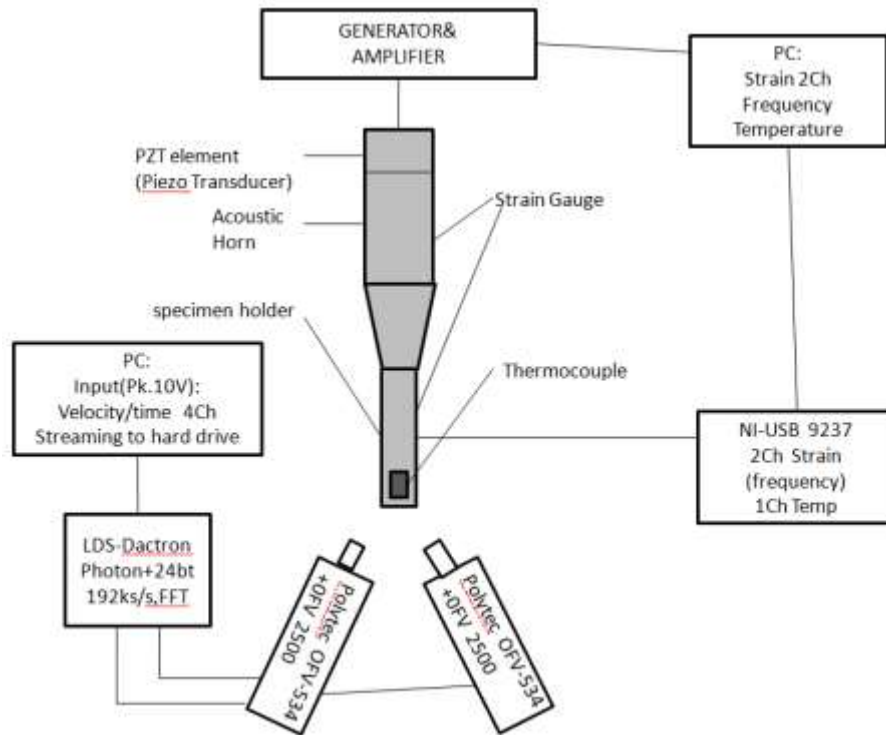 GENERATOR&
AMPLIFIER
PC:
Strain 2Ch
Frequency
Temperature
PZT element
(Piezo Transducer)
Acoustic
Horn
Strain Gauge
specimen holder
Thermocouple
PC:
Input(Pk.10V):
Velocity/time 4Ch
Streaming to hard drive
NI-USB 9237
2Ch Strain
(frequency)
1Ch Temp
LDS-Dactron
Photon+24bt
192ks/s,FFT
Polytec OFV-534
+OFV 2500
Polytec OFV-534
+OFV 2500